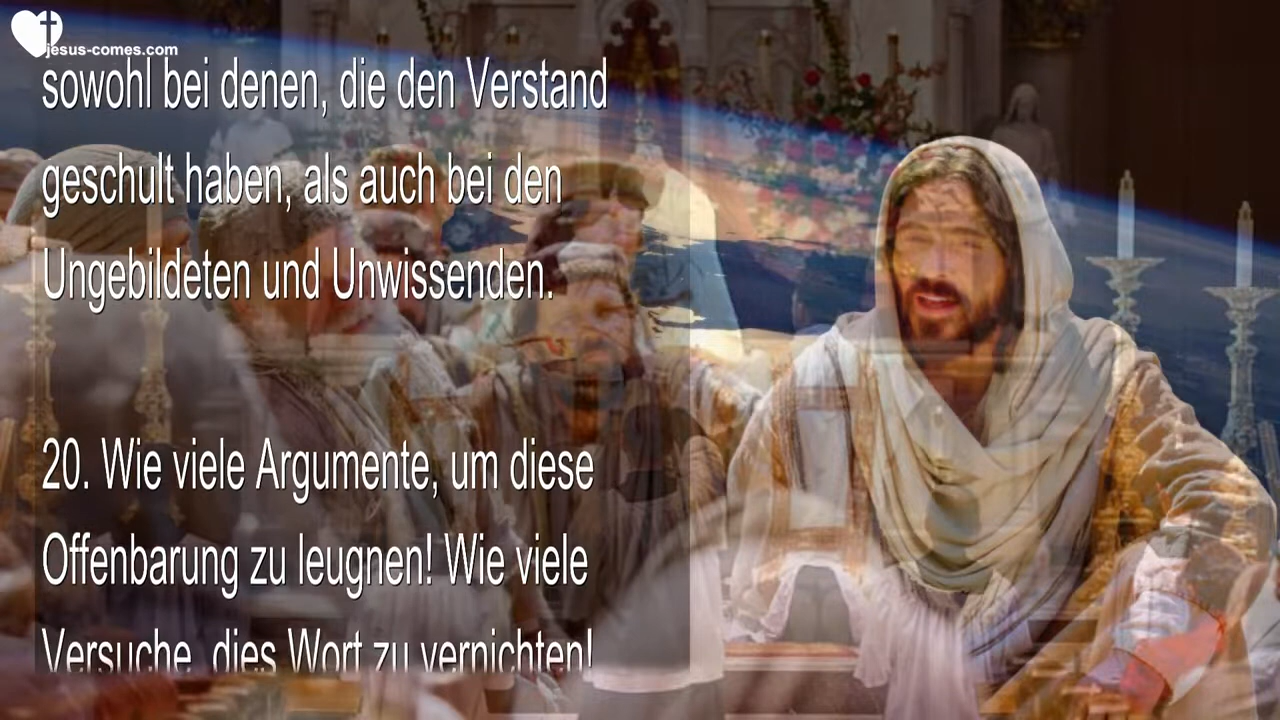 jesus-comes.com
sowohl bei denen, die den Verstand
geschult haben, als auch bei den
Ungebildeten und Unwissenden.
20. Wie viele Argumente, um diese
Offenbarung zu leugnen! Wie viele
Versuche, dies Wort zu vernichten!